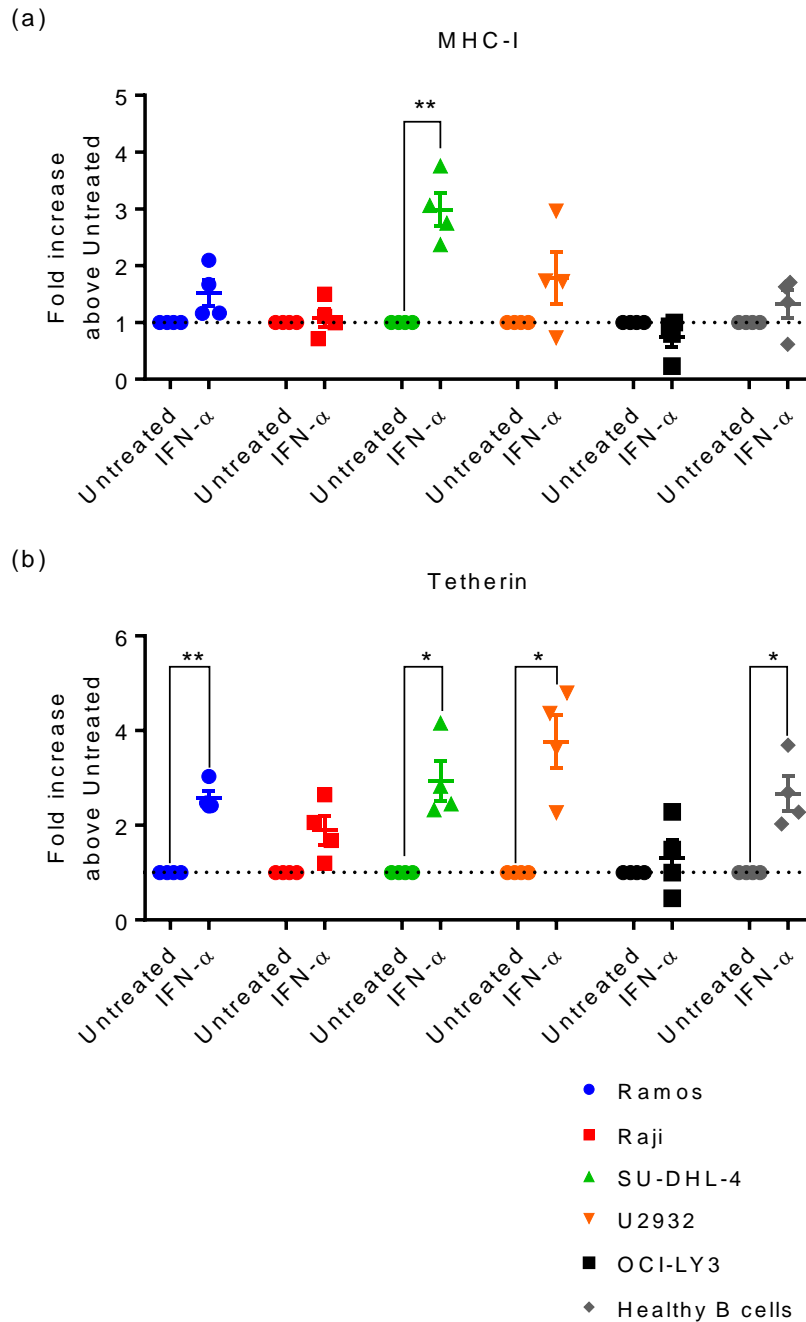 (a)
MHC-I
Fold increase
above Untreated
5
4
3
2
1
0
**
Untreated
IFN-α
Untreated
IFN-α
Untreated
IFN-α
Untreated
IFN-α
Untreated
IFN-α
Untreated
IFN-α
(b)
Tetherin
Fold increase
above Untreated
6
4
2
0
**
*
*
*
Untreated
IFN-α
Untreated
IFN-α
Untreated
IFN-α
Untreated
IFN-α
Untreated
IFN-α
Untreated
IFN-α
Ramos
Raji
SU-DHL-4
U2932
OCI-LY3
Healthy B cells